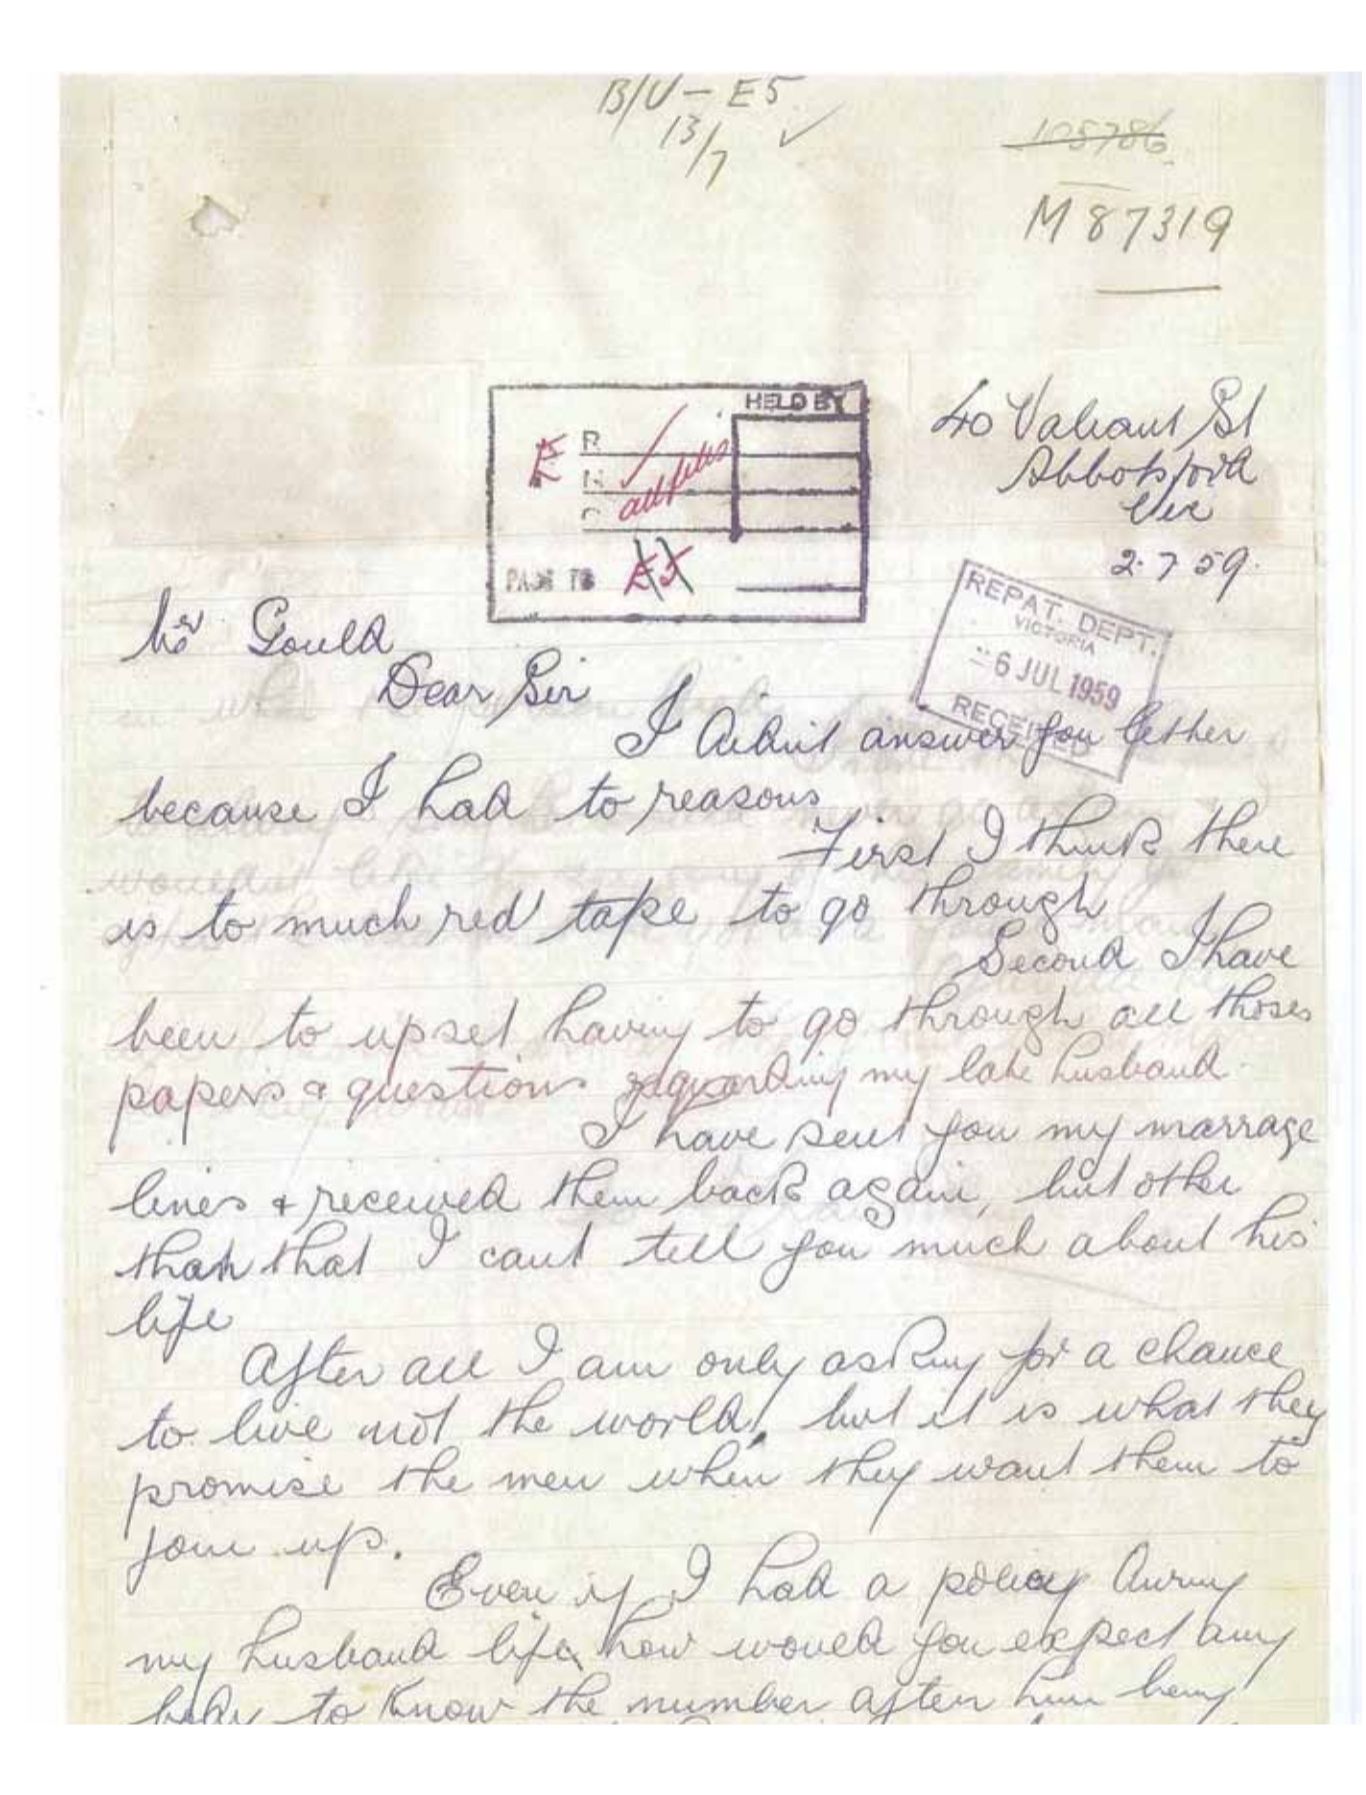 B/U - E5
13/7
105786
M 87319
HELD BY
R
N
E5
PASS TO
40 Valiant St
Abbotsford
Vic
2.7.59.
REPAT. DEPT.
VICTORIA
6 JUL 1959
RECEIVED
Mr Gould
Dear Sir
I didnt answer you lether
because I had to reasons
First I think there
is to much red tape to go through
Second I have
been to upset having to go through all thoses
papers & questions regarding my late husband.
I have sent you my marrage
lines & received them back again, but other
than that I cant tell you much about his
life
After all I am only asking for a chance
to live not the world, but it is what they
promise the men when they want them to
join up.
Even if I had a policy during
my husband life how would you expect any
body to know the number after him being